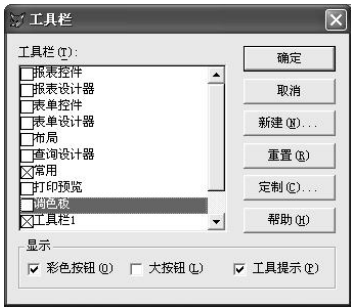 工具栏
工具栏(T):
报表控件
报表设计器
表单控件
表单设计器
布局
查询设计器
常用
打印预览
调色板
工具栏1
确定
取消
新建(N)...
重置(R)
定制(C)...
帮助(H)
显示
彩色按钮(O)
大按钮(L)
工具提示(P)